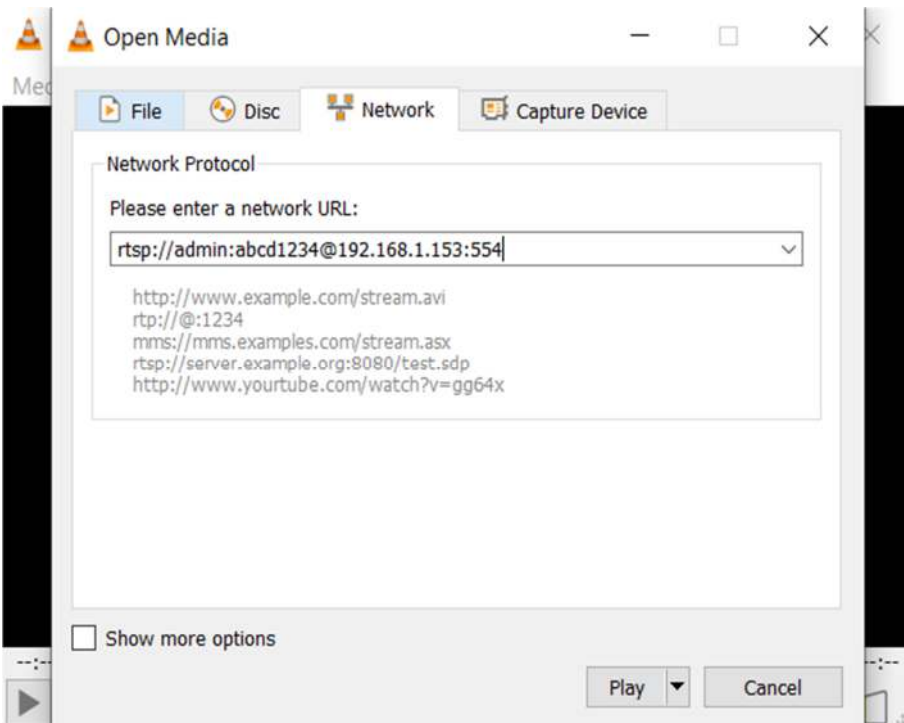 Open Media
Med
File Disc Network Capture Device
Network Protocol
Please enter a network URL:
rtsp://admin:abcd1234@192.168.1.153:554
http://www.example.com/stream.avi
rtp://@:1234
mms://mms.examples.com/stream.asx
rtsp://server.example.org:8080/test.sdp
http://www.yourtube.com/watch?v=gg64x
Show more options
--:-- --:--
Play Cancel